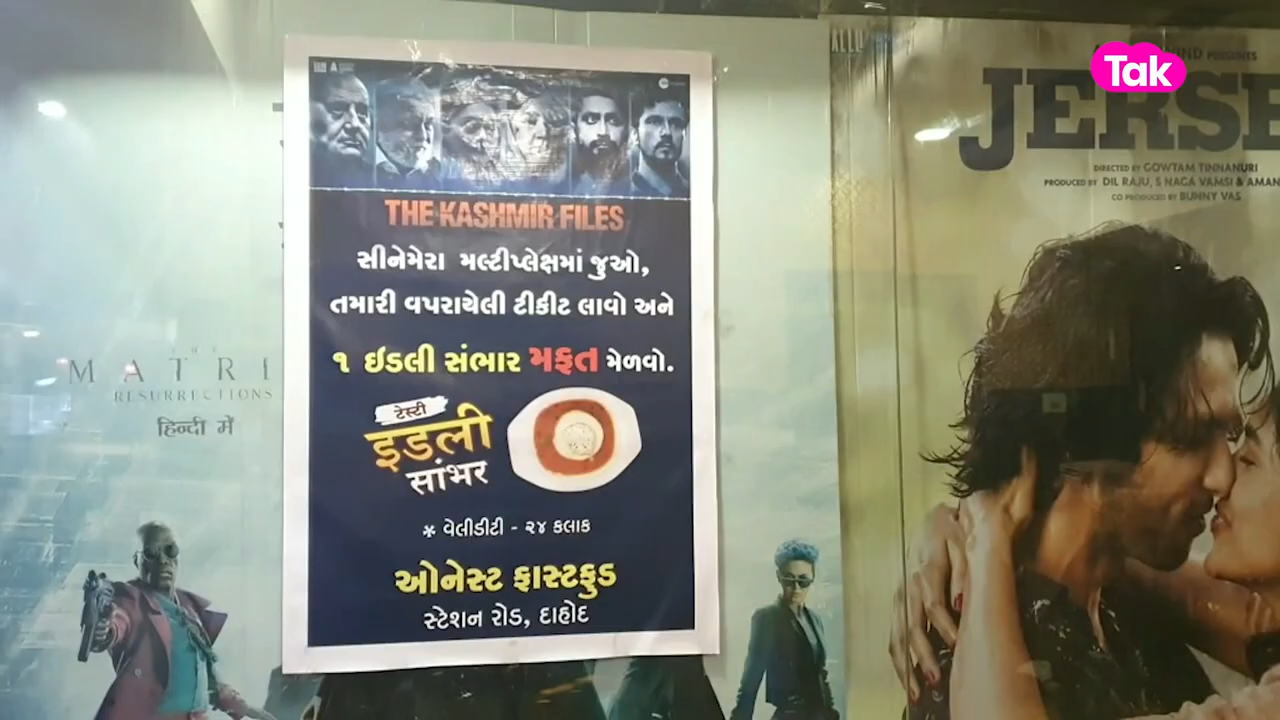 Tak
THE KASHMIR FILES
સીનેમેરા મલ્ટીપ્લેક્ષમાં જુઓ,
તમારી વપરાયેલી ટીકીટ લાવો અને
૧ ઇડલી સંભાર મફત મેળવો.
ટેસ્ટી
इडली
सांभर
* વેલીડીટી - ૨૪ કલાક
ઓનેસ્ટ ફાસ્ટફુડ
સ્ટેશન રોડ, દાહોદ
MATRI
RESURRECTIONS
हिन्दी में
PRESENTS
JERSE
DIRECTED BY GOWTAM TINNANURI
PRODUCED BY DIL RAJU, S NAGA VAMSI & AMAN
CO PRODUCED BY BUNNY VAS